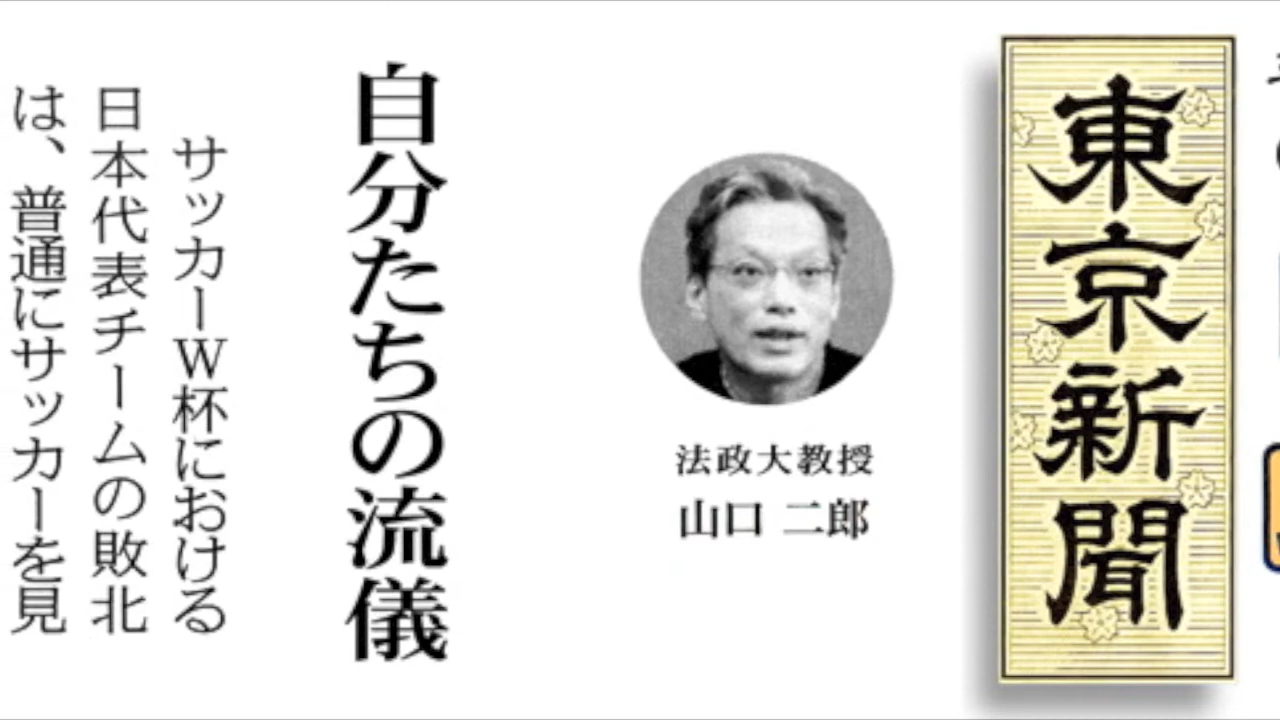 東京新聞
法政大教授
山口 二郎
自分たちの流儀
サッカーW杯における
日本代表チームの敗北
は、普通にサッカーを見